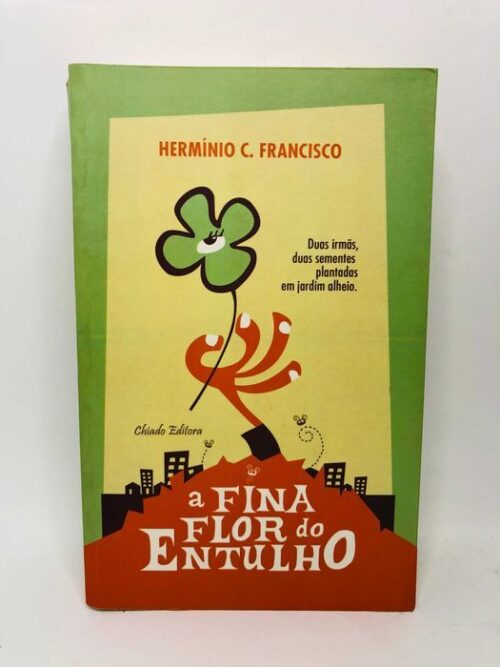 HERMÍNIO C. FRANCISCO
Duas irmãs,
duas sementes
plantadas
em jardim alheio.
Chiado Editora
a FINA
FLOR do
ENTULHO